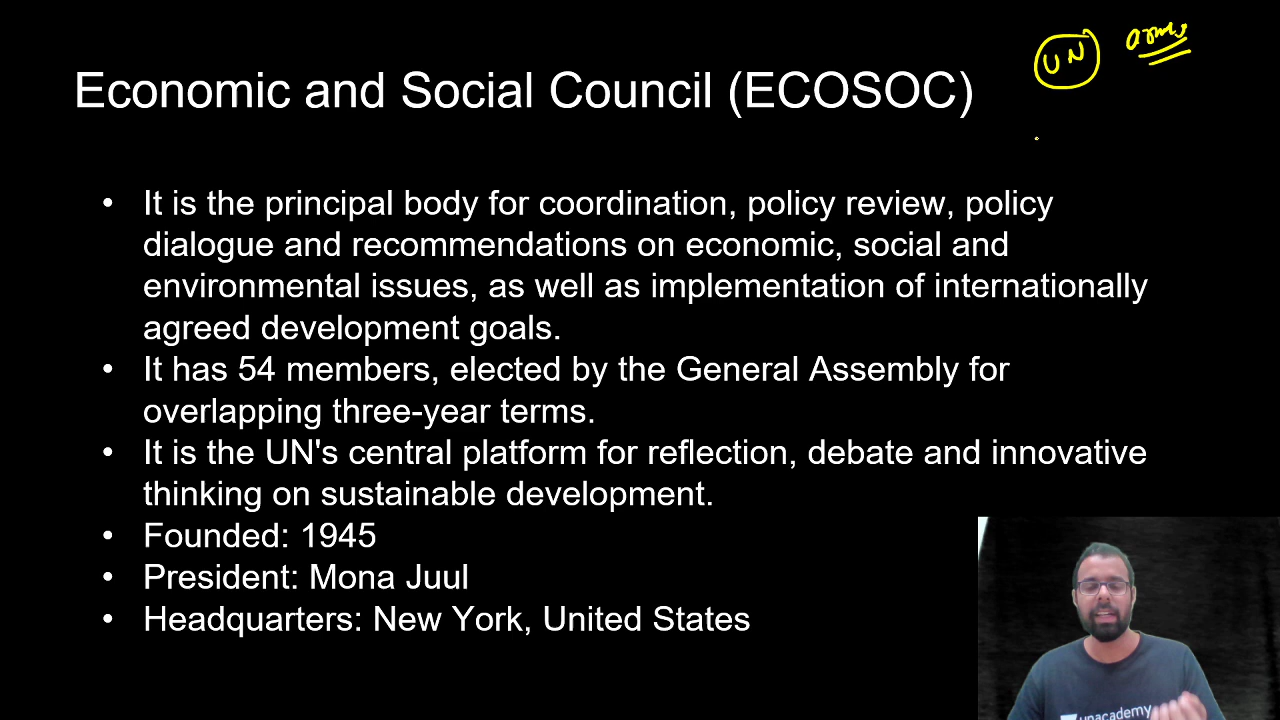 UN
Economic and Social Council (ECOSOC)
• It is the principal body for coordination, policy review, policy
dialogue and recommendations on economic, social and
environmental issues, as well as implementation of internationally
agreed development goals.
• It has 54 members, elected by the General Assembly for
overlapping three-year terms.
• It is the UN's central platform for reflection, debate and innovative
thinking on sustainable development.
• Founded: 1945
• President: Mona Juul
• Headquarters: New York, United States
unacademy